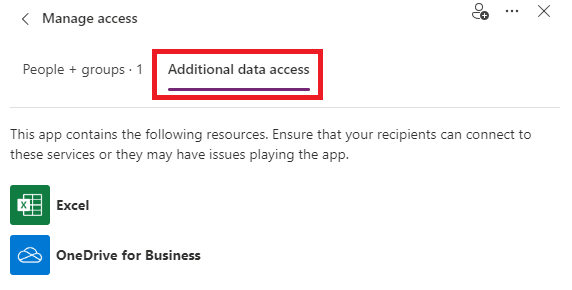 Manage access
People + groups · 1 Additional data access
This app contains the following resources. Ensure that your recipients can connect to
these services or they may have issues playing the app.
Excel
OneDrive for Business